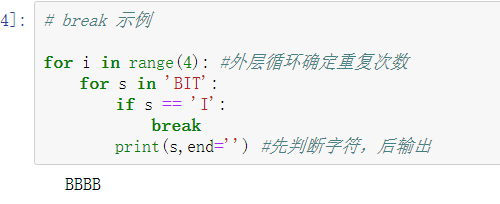 4]:
# break 示例
for i in range(4): #外层循环确定重复次数
    for s in 'BIT':
        if s == 'I':
            break
        print(s,end='') #先判断字符，后输出
BBBB